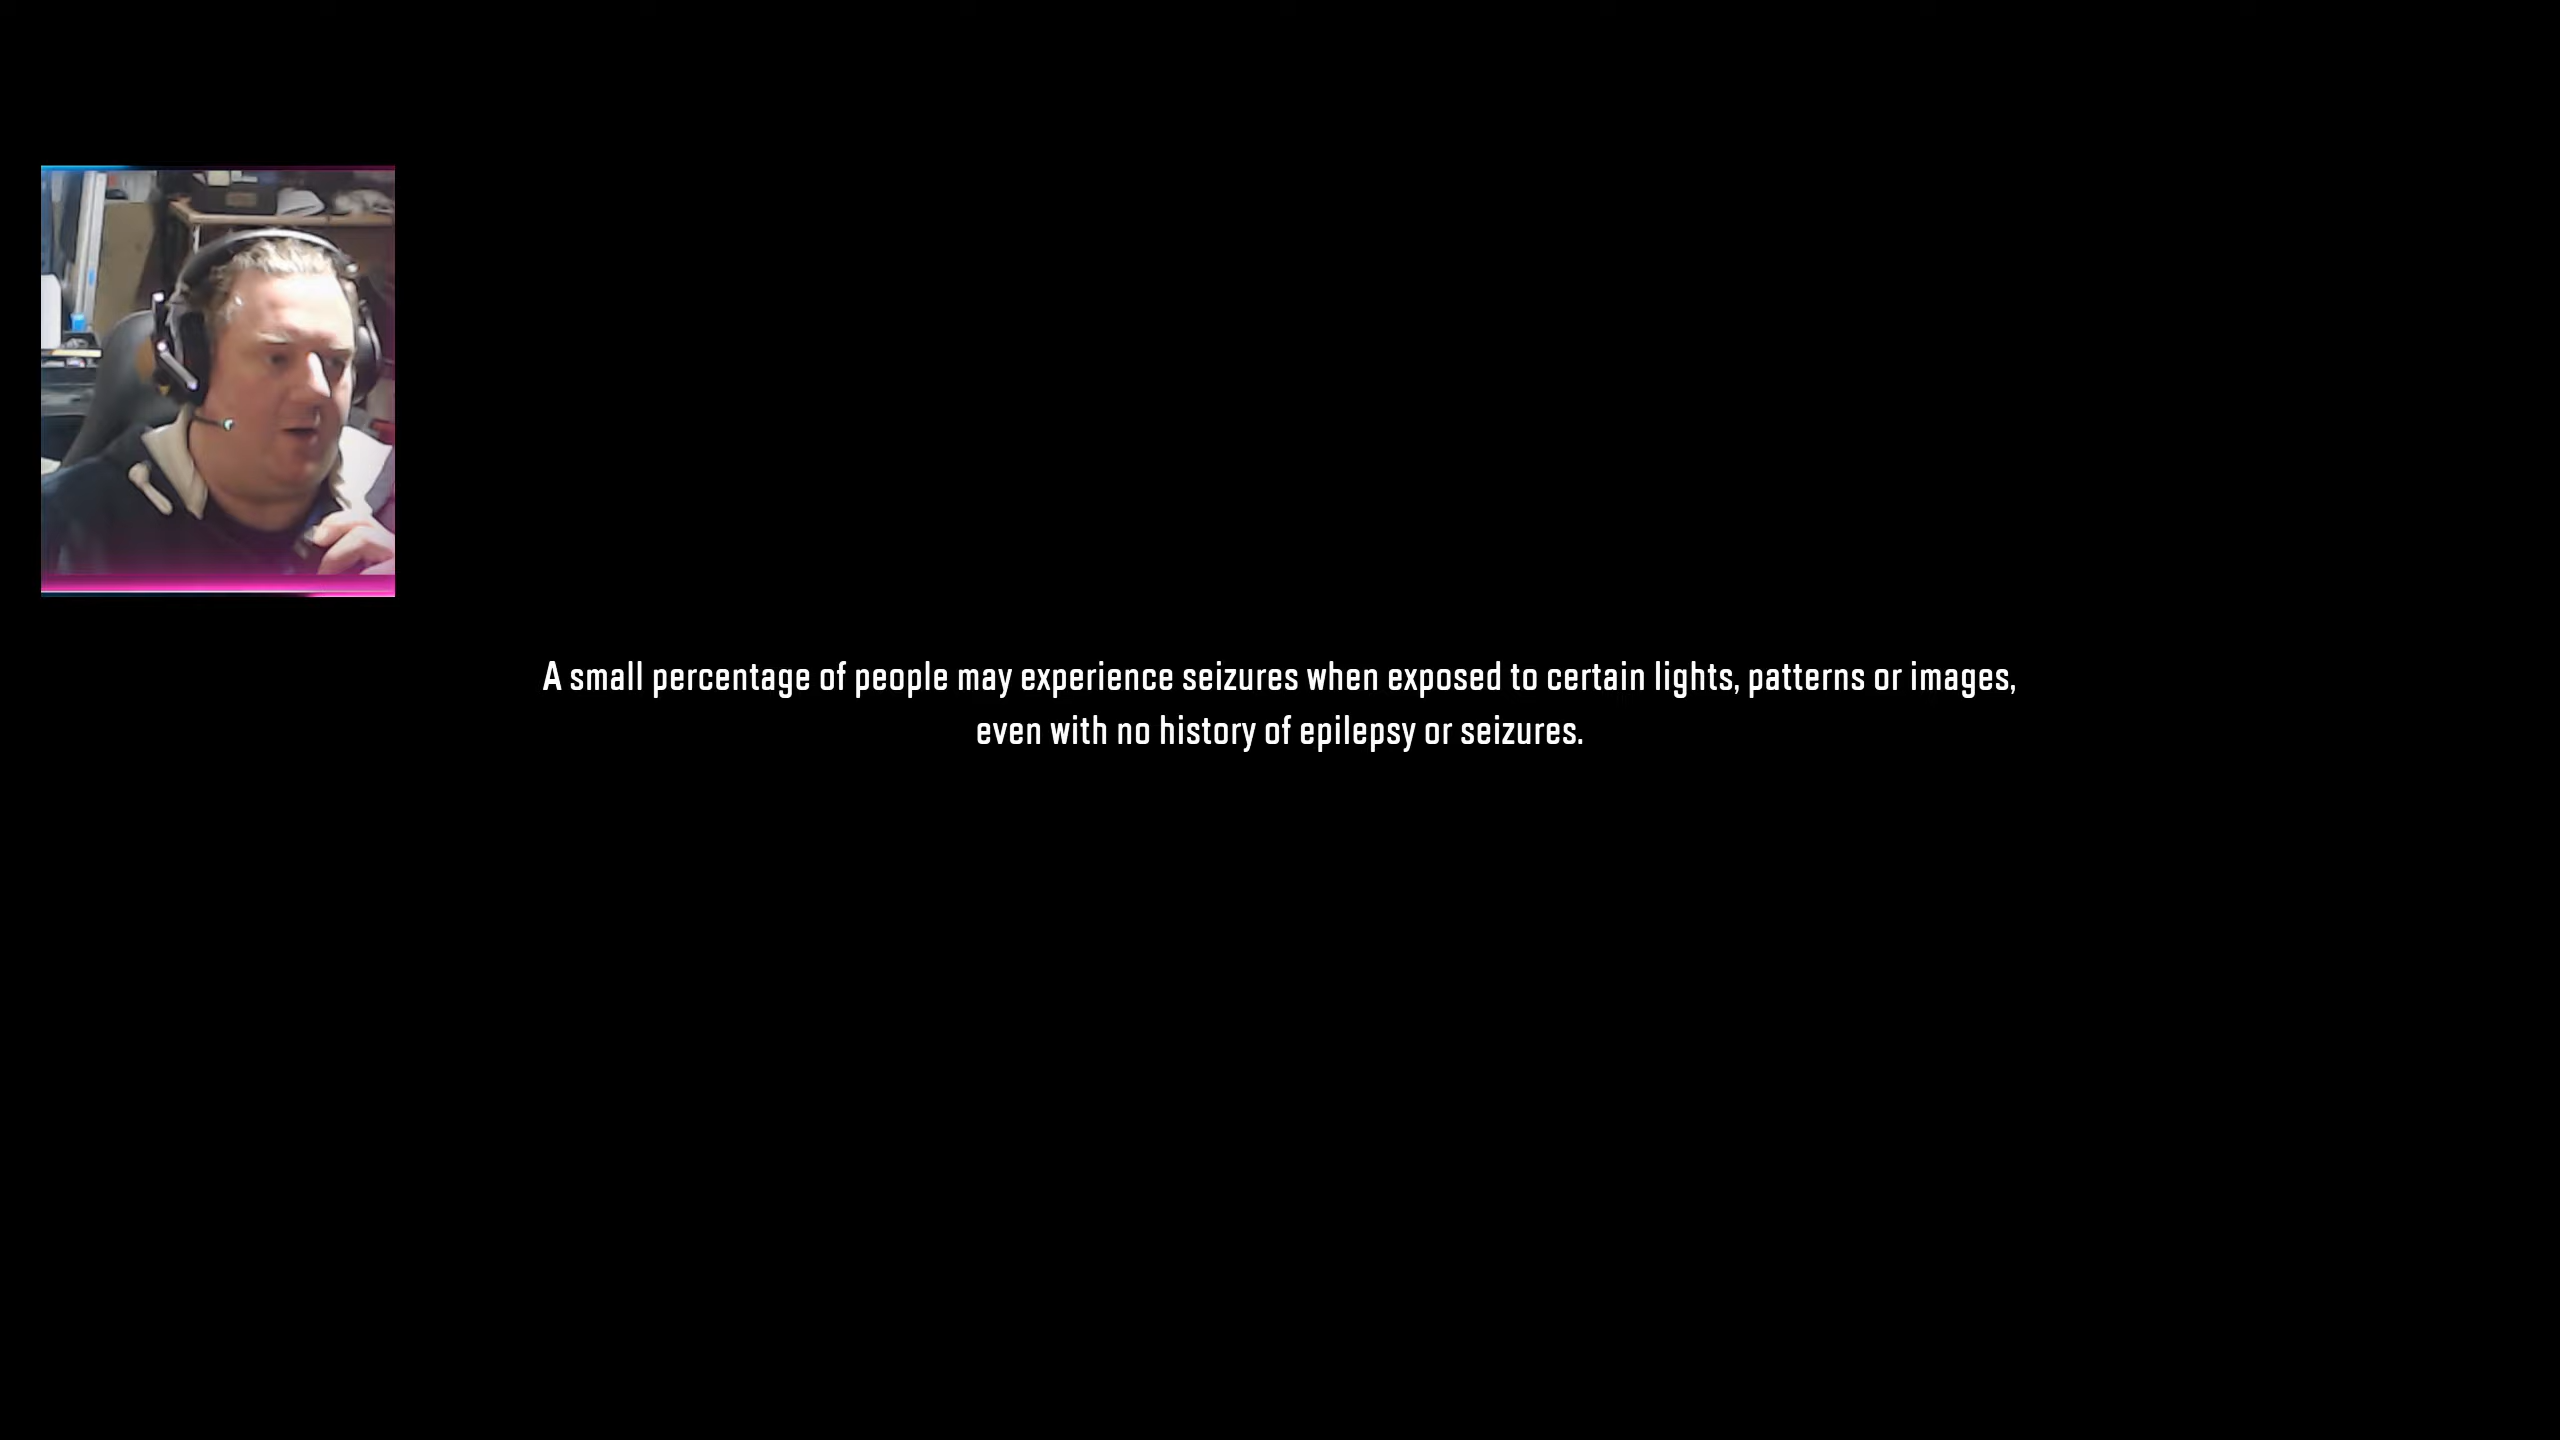 A small percentage of people may experience seizures when exposed to certain lights, patterns or images,
even with no history of epilepsy or seizures.